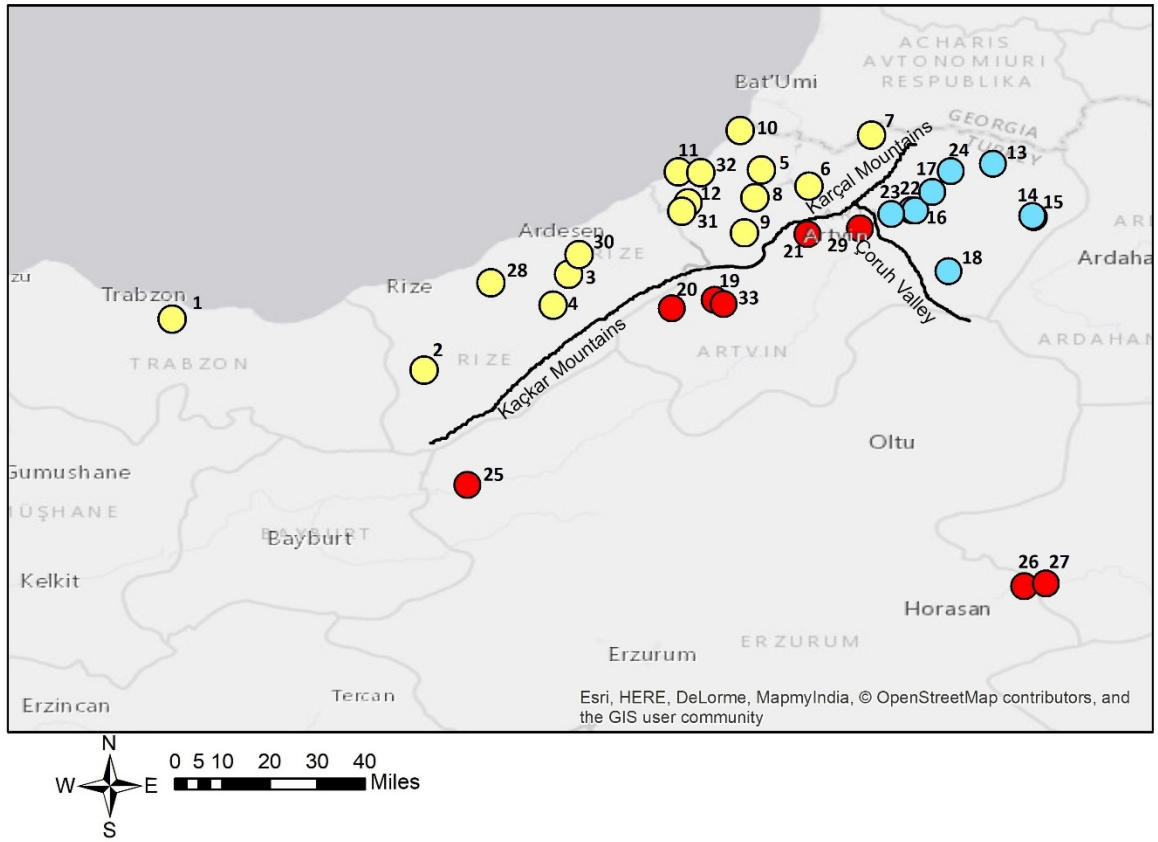 ACHARIS
AVTONOMIURI
RESPUBLIKA
Bat'Umi
GEORGIA
TURKEY
10
7
11
32
5
6
Karçal Mountains
24
13
17
12
8
23
22
16
14
15
31
9
21
Artvin
29
Çoruh Valley
18
Ardesen
30
RIZE
3
28
4
zu
Trabzon
1
Rize
20
19
33
Ardaha
ARDAHAN
TRABZON
2
RIZE
Kaçkar Mountains
ARTVIN
Oltu
25
Gumushane
MÜŞHANE
BAYBURT
Bayburt
Kelkit
26
27
Horasan
ERZURUM
Erzurum
Erzincan
Tercan
Esri, HERE, DeLorme, MapmyIndia, © OpenStreetMap contributors, and
the GIS user community
N
W
E
S
0 5 10 20 30 40
Miles